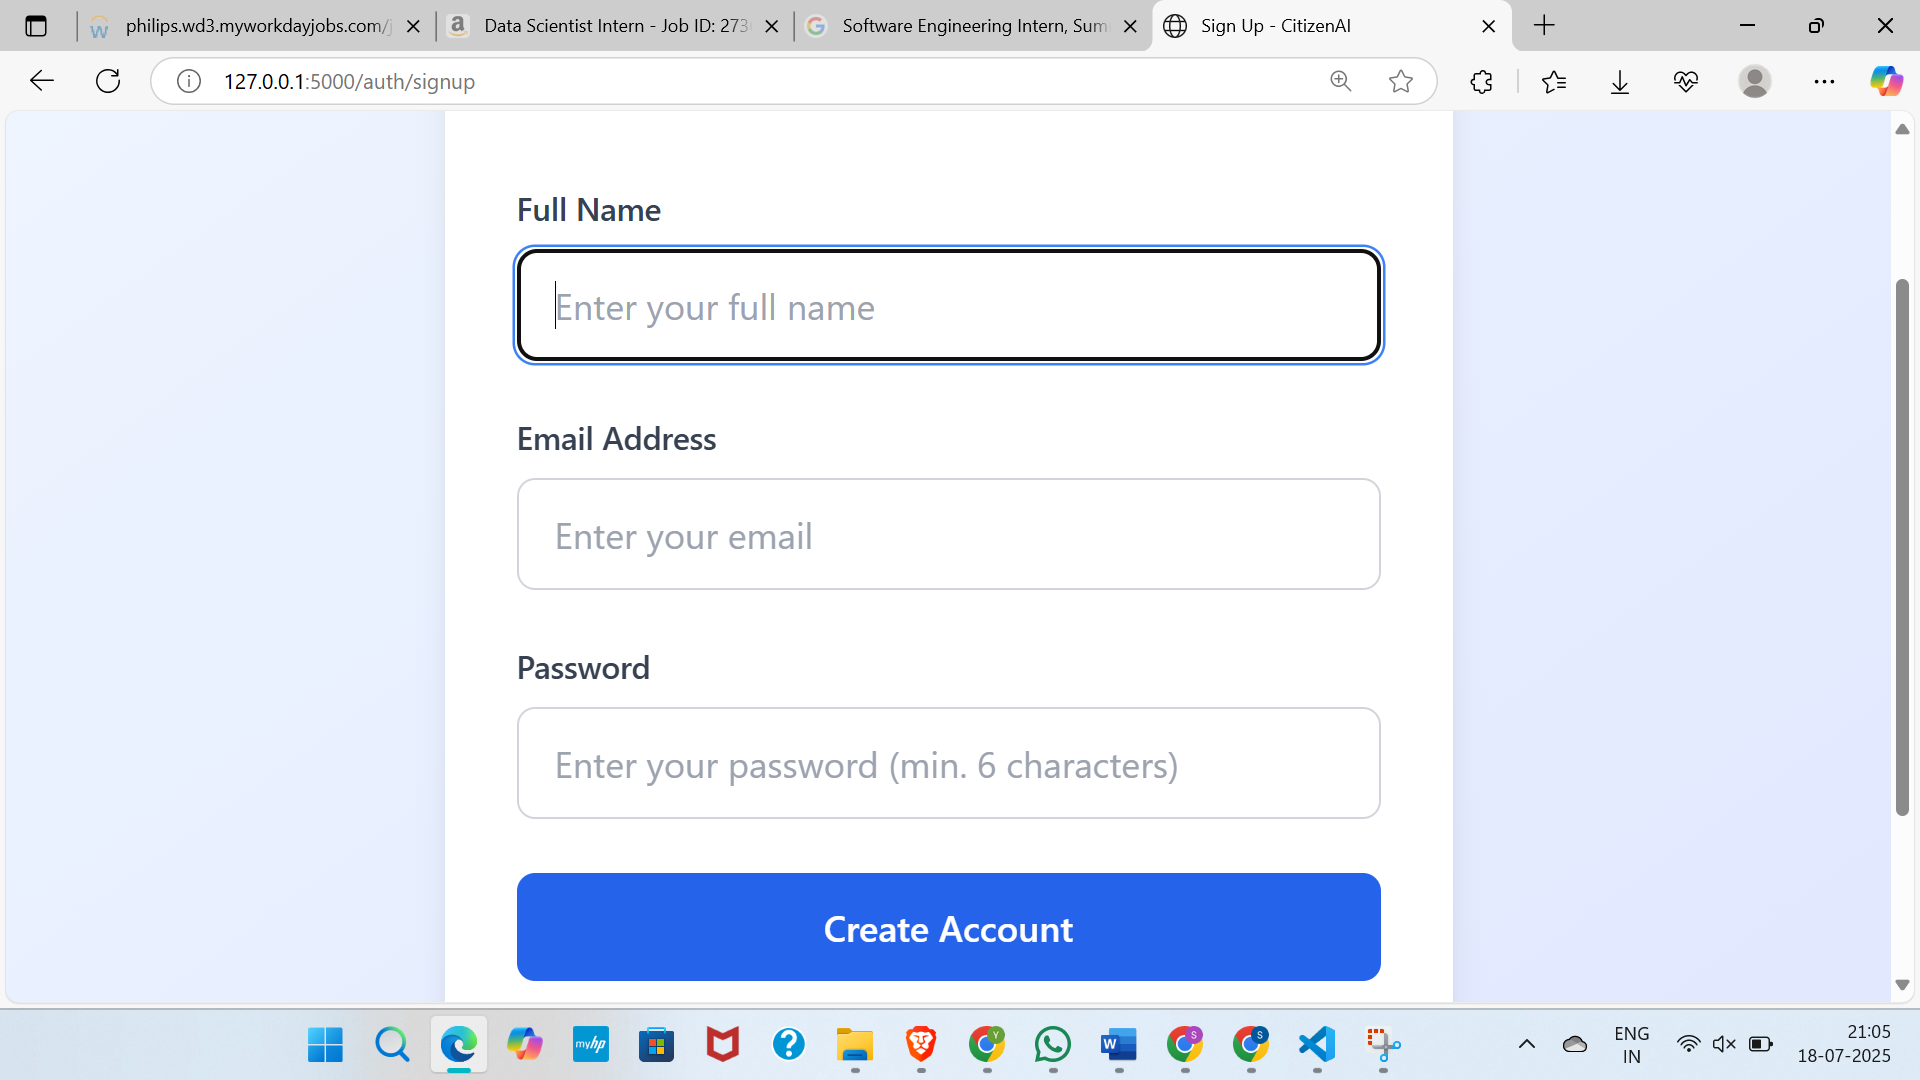 philips.wd3.myworkdayjobs.com/j
Data Scientist Intern - Job ID: 273
Software Engineering Intern, Sum
Sign Up - CitizenAI
127.0.0.1:5000/auth/signup
Full Name
Enter your full name
Email Address
Enter your email
Password
Enter your password (min. 6 characters)
Create Account
myhp
Y
W
S
S
ENG
IN
21:05
18-07-2025